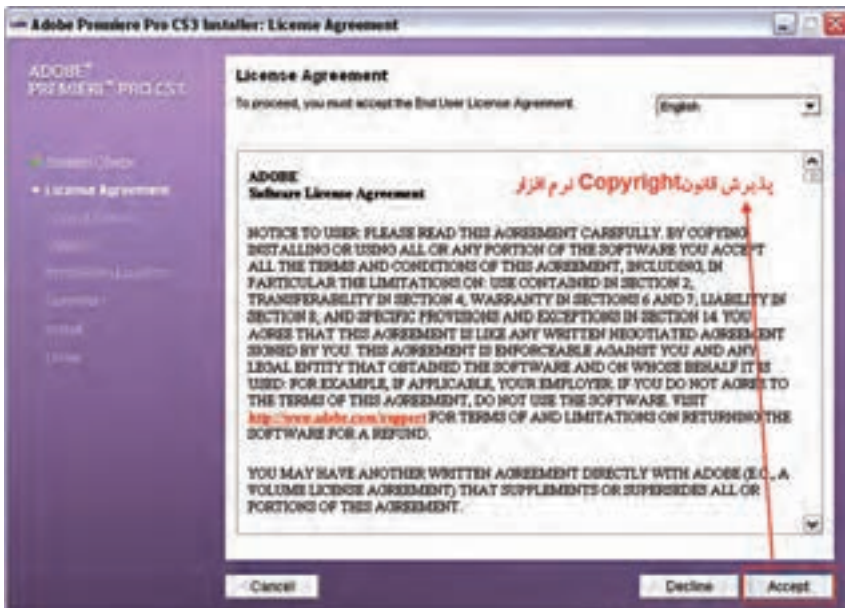 Adobe Premiere Pro CS3 Installer: License Agreement
ADOBE®
PREMIERE® PRO CS3
License Agreement
To proceed, you must accept the End User License Agreement.
English
System Check
License Agreement
Installation Location
Summary
Install
ADOBE
Software License Agreement
پذیرش قانون Copyright نرم افزار
NOTICE TO USER: PLEASE READ THIS AGREEMENT CAREFULLY. BY COPYING,
INSTALLING OR USING ALL OR ANY PORTION OF THE SOFTWARE YOU ACCEPT
ALL THE TERMS AND CONDITIONS OF THIS AGREEMENT, INCLUDING, IN
PARTICULAR THE LIMITATIONS ON: USE CONTAINED IN SECTION 2,
TRANSFERABILITY IN SECTION 4, WARRANTY IN SECTIONS 6 AND 7, LIABILITY IN
SECTION 8, AND SPECIFIC PROVISIONS AND EXCEPTIONS IN SECTION 14. YOU
AGREE THAT THIS AGREEMENT IS LIKE ANY WRITTEN NEGOTIATED AGREEMENT
SIGNED BY YOU. THIS AGREEMENT IS ENFORCEABLE AGAINST YOU AND ANY
LEGAL ENTITY THAT OBTAINED THE SOFTWARE AND ON WHOSE BEHALF IT IS
USED: FOR EXAMPLE, IF APPLICABLE, YOUR EMPLOYER. IF YOU DO NOT AGREE TO
THE TERMS OF THIS AGREEMENT, DO NOT USE THE SOFTWARE. VISIT
http://www.adobe.com/support FOR TERMS OF AND LIMITATIONS ON RETURNING THE
SOFTWARE FOR A REFUND.
YOU MAY HAVE ANOTHER WRITTEN AGREEMENT DIRECTLY WITH ADOBE (E.G., A
VOLUME LICENSE AGREEMENT) THAT SUPPLEMENTS OR SUPERSEDES ALL OR
PORTIONS OF THIS AGREEMENT.
Cancel
Decline
Accept